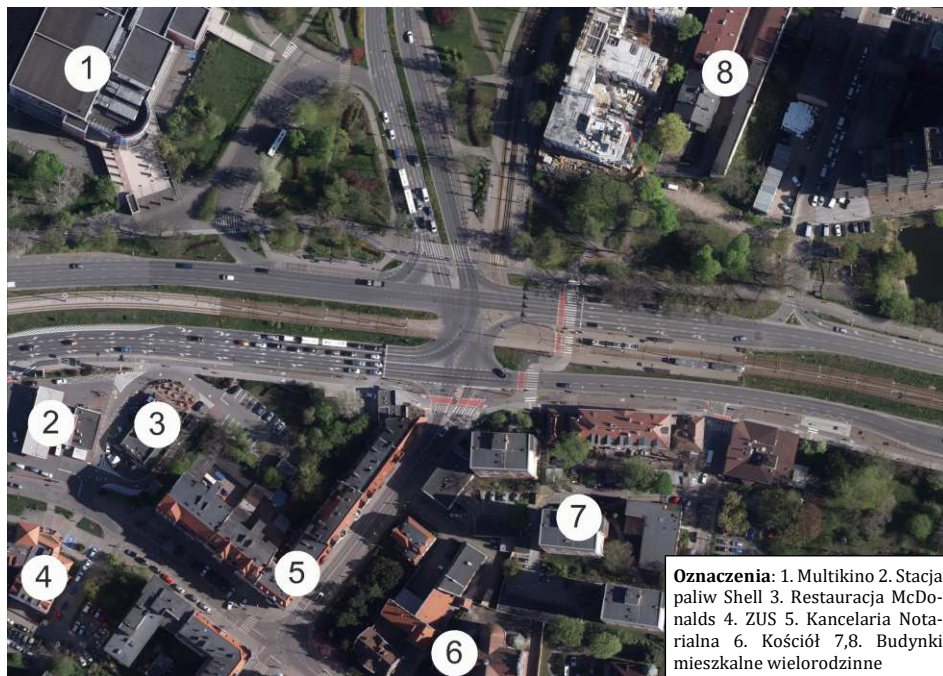 1
8
2
3
7
5
4
6
Oznaczenia: 1. Multikino 2. Stacja
paliw Shell 3. Restauracja McDo-
nalds 4. ZUS 5. Kancelaria Nota-
rialna 6. Kościół 7,8. Budynki
mieszkalne wielorodzinne